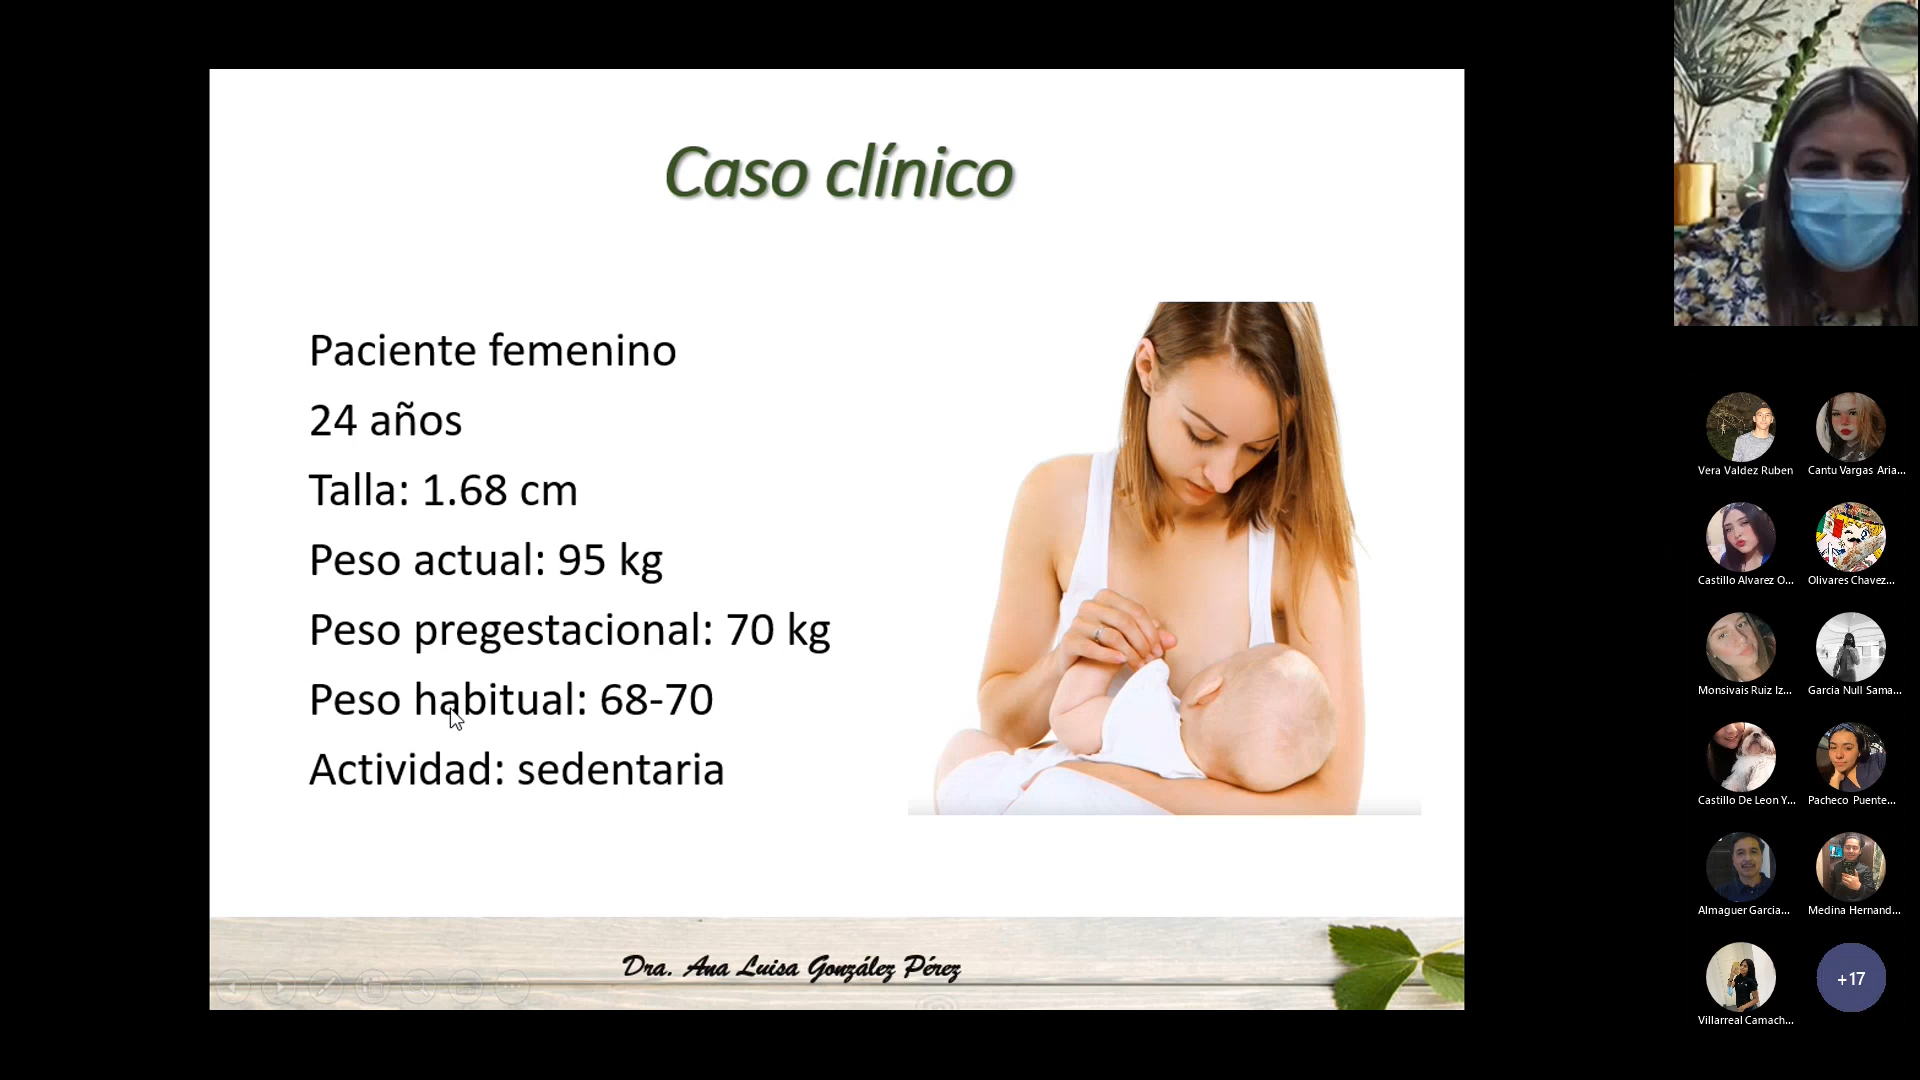 Caso clínico
Paciente femenino
24 años
Talla: 1.68 cm
Peso actual: 95 kg
Peso pregestacional: 70 kg
Peso habitual: 68-70
Actividad: sedentaria
Dra. Ana Luisa González Pérez
Vera Valdez Ruben
Cantu Vargas Aria...
Castillo Alvarez O...
Olivares Chavez...
Monsivais Ruiz Iz...
Garcia Null Sama...
Castillo De Leon Y...
Pacheco Puente...
Almaguer Garcia...
Medina Hernand...
Villarreal Camach...
+17